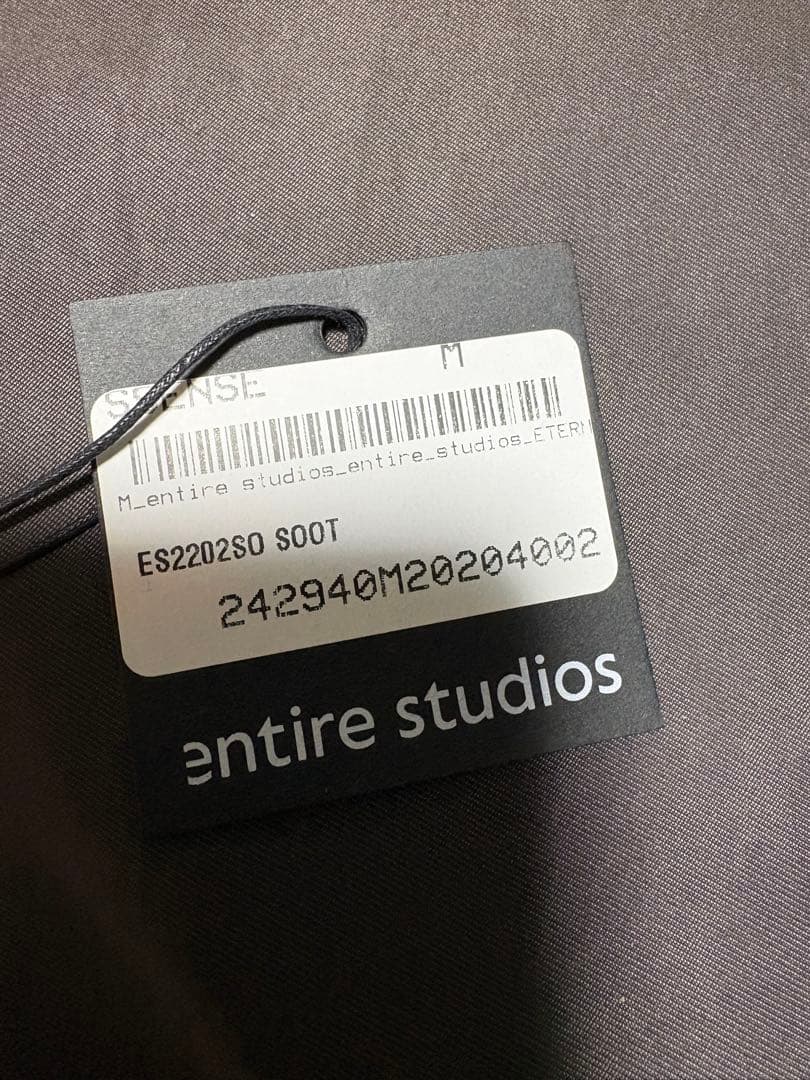 SSENSE M
M_entire studios_entire_studios_ETERN
ES2202SO SOOT
242940M20204002
entire studios